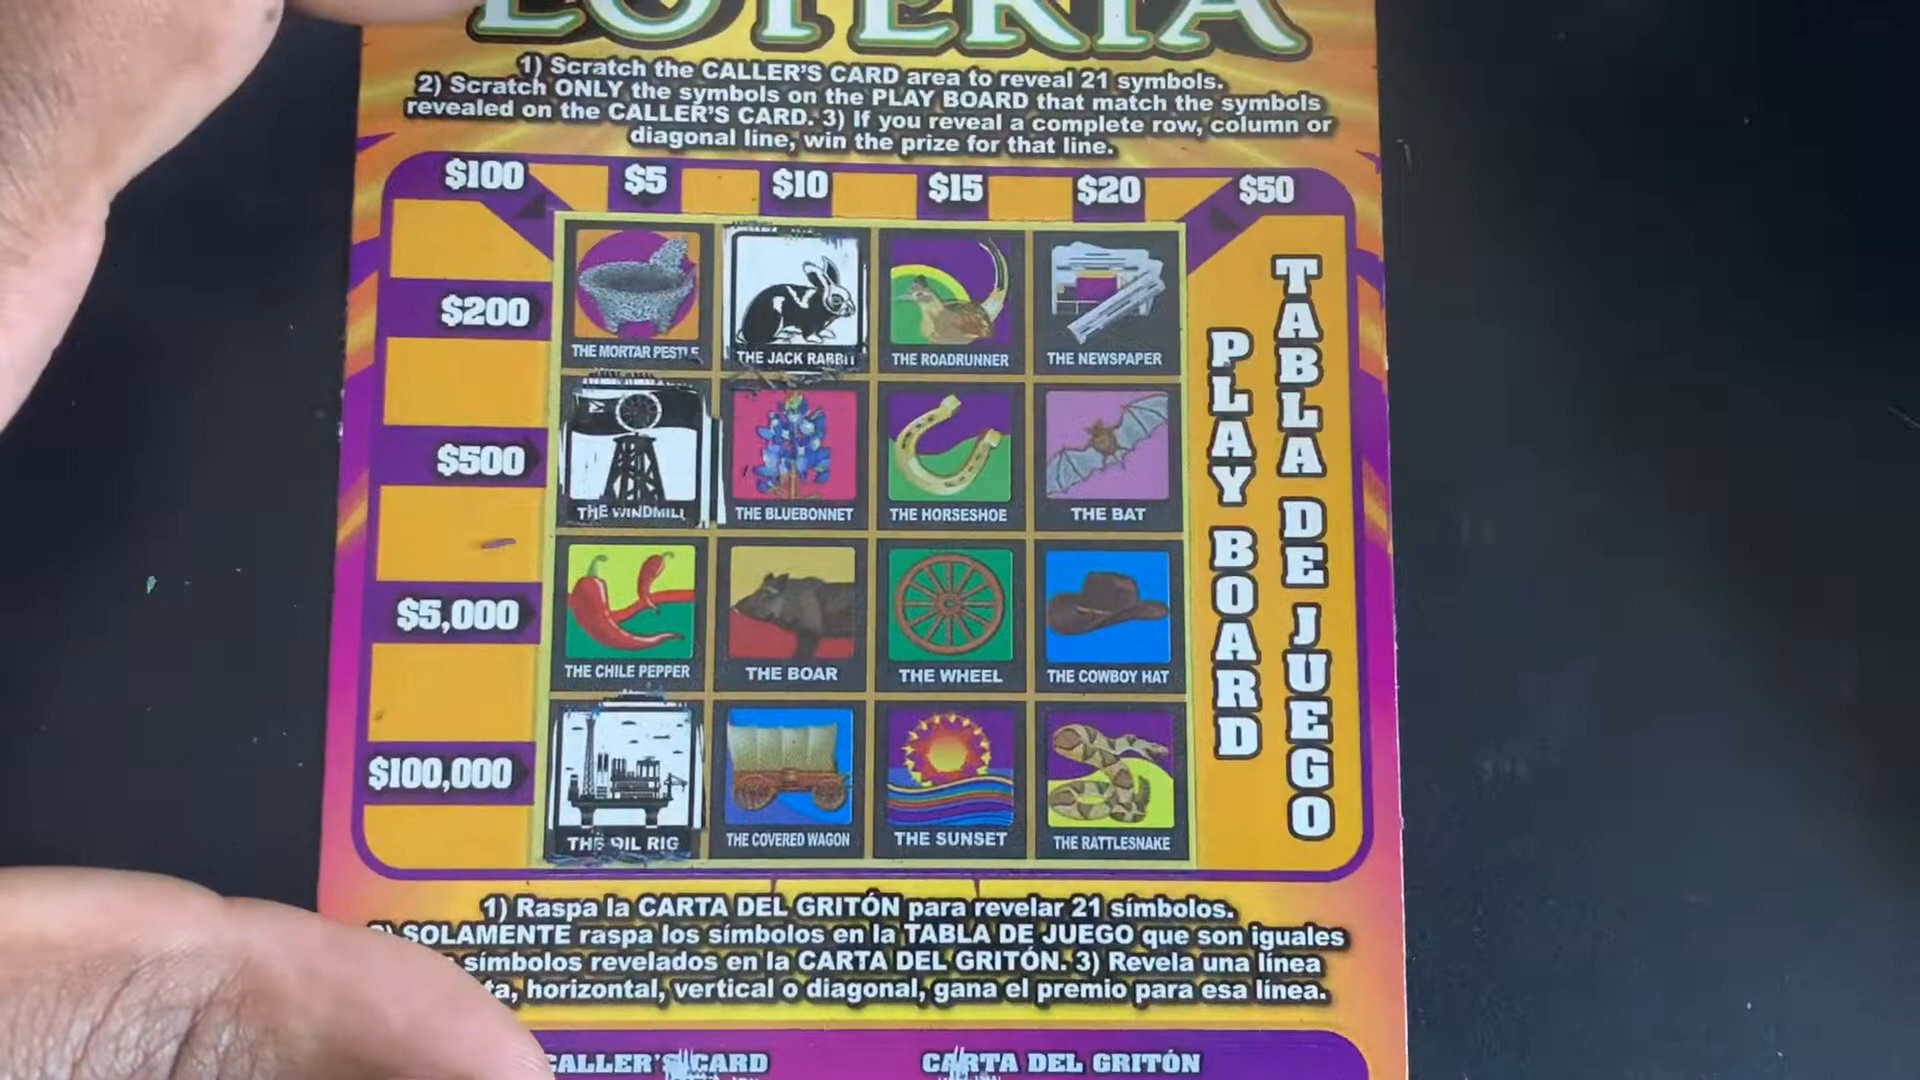 LOTERIA
1) Scratch the CALLER'S CARD area to reveal 21 symbols.
2) Scratch ONLY the symbols on the PLAY BOARD that match the symbols
revealed on the CALLER'S CARD. 3) If you reveal a complete row, column or
diagonal line, win the prize for that line.
$100 $5 $10 $15 $20 $50
$200
THE MORTAR PESTLE THE JACK RABBIT THE ROADRUNNER THE NEWSPAPER
$500
THE WINDMILL THE BLUEBONNET THE HORSESHOE THE BAT
$5,000
THE CHILE PEPPER THE BOAR THE WHEEL THE COWBOY HAT
$100,000
THE OIL RIG THE COVERED WAGON THE SUNSET THE RATTLESNAKE
PLAY BOARD
TABLA DE JUEGO
1) Raspa la CARTA DEL GRITÓN para revelar 21 símbolos.
SOLAMENTE raspa los símbolos en la TABLA DE JUEGO que son iguales
símbolos revelados en la CARTA DEL GRITÓN. 3) Revela una línea
horizontal, vertical o diagonal, gana el premio para esa línea.
CALLER'S CARD CARTA DEL GRITÓN